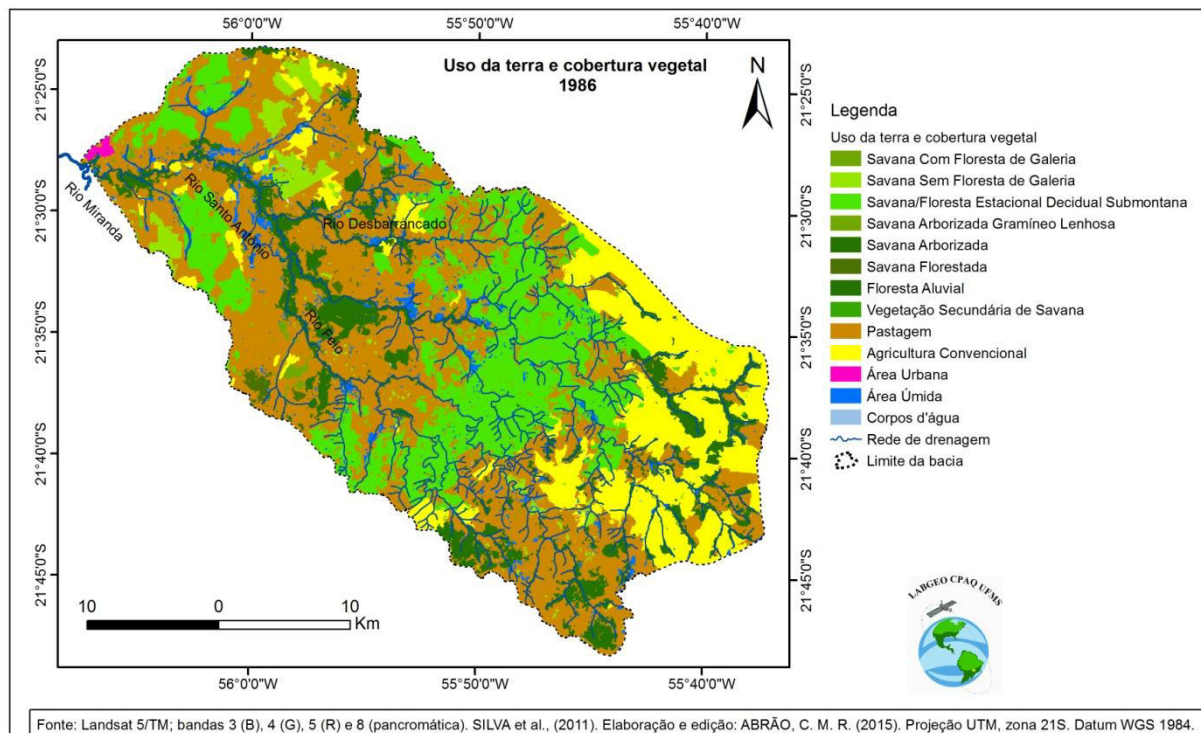 56°0'0"W 55°50'0"W 55°40'0"W
Uso da terra e cobertura vegetal
1986
N
21°25'0"S
21°30'0"S
21°35'0"S
21°40'0"S
21°45'0"S
Rio Miranda
Rio Santo Antônio
Rio Desbarrancado
Rio Feio
21°25'0"S
21°30'0"S
21°35'0"S
21°40'0"S
21°45'0"S
10 0 10
Km
56°0'0"W 55°50'0"W 55°40'0"W
Legenda
Uso da terra e cobertura vegetal
Savana Com Floresta de Galeria
Savana Sem Floresta de Galeria
Savana/Floresta Estacional Decidual Submontana
Savana Arborizada Gramíneo Lenhosa
Savana Arborizada
Savana Florestada
Floresta Aluvial
Vegetação Secundária de Savana
Pastagem
Agricultura Convencional
Área Urbana
Área Úmida
Corpos d'água
Rede de drenagem
Limite da bacia
LABGEO CPAQ UFMS
Fonte: Landsat 5/TM; bandas 3 (B), 4 (G), 5 (R) e 8 (pancromática). SILVA et al., (2011). Elaboração e edição: ABRÃO, C. M. R. (2015). Projeção UTM, zona 21S. Datum WGS 1984.